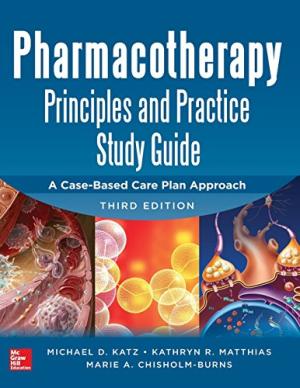 Pharmacotherapy
Principles and Practice
Study Guide
A Case-Based Care Plan Approach
THIRD EDITION
Mc
Graw
Hill
Education
MICHAEL D. KATZ • KATHRYN R. MATTHIAS
MARIE A. CHISHOLM-BURNS